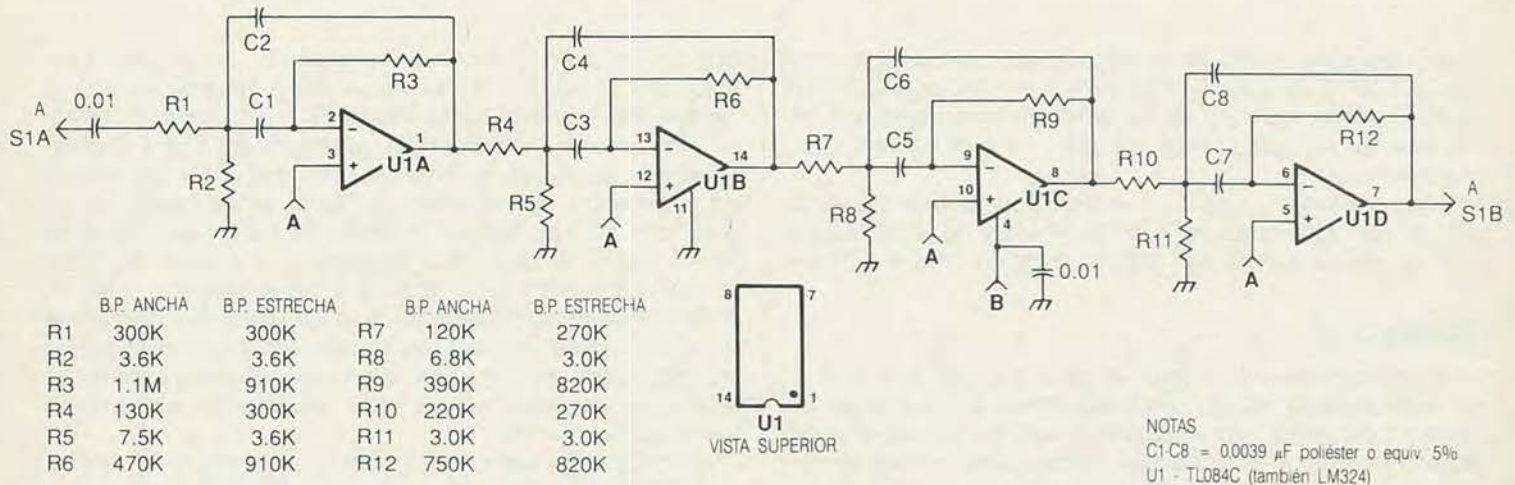 C2
R3
A
S1A
0.01
R1
C1
2
3
1
U1A
R2
A
C4
R6
R4
C3
13
12
14
U1B
11
R5
A
C6
R9
R7
C5
9
10
8
U1C
4
R8
A
B
0.01
C8
R12
R10
C7
6
5
7
U1D
R11
A
A
S1B
B.P. ANCHA B.P. ESTRECHA B.P. ANCHA B.P. ESTRECHA
R1 300K 300K R7 120K 270K
R2 3.6K 3.6K R8 6.8K 3.0K
R3 1.1M 910K R9 390K 820K
R4 130K 300K R10 220K 270K
R5 7.5K 3.6K R11 3.0K 3.0K
R6 470K 910K R12 750K 820K
8 7
14 1
U1
VISTA SUPERIOR
NOTAS
C1-C8 = 0,0039 µF poliéster o equiv. 5%
U1 - TL084C (también LM324)